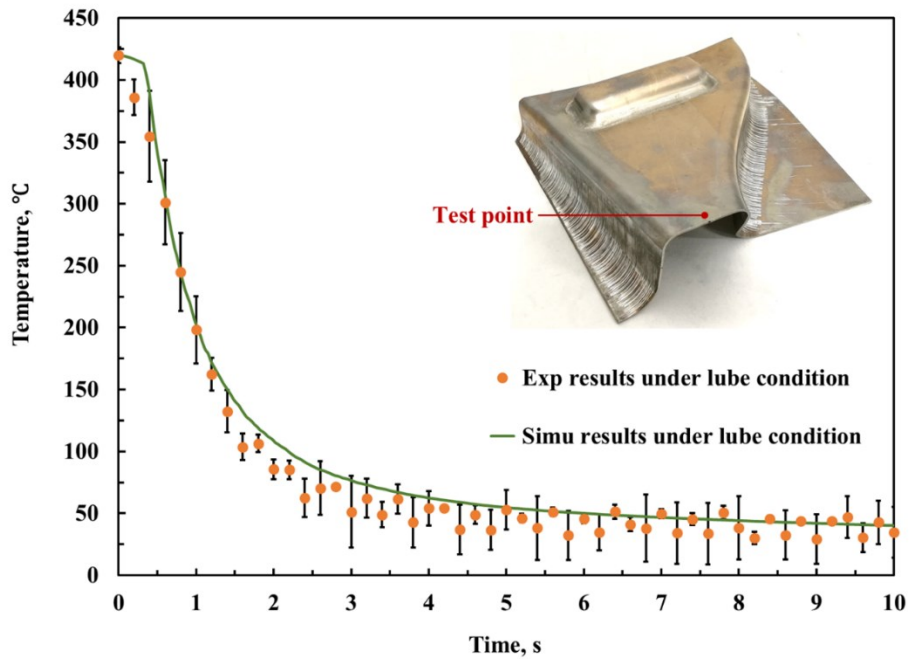 450
400
350
300
250
200
150
100
50
0
Temperature, °C
Test point
Exp results under lube condition
Simu results under lube condition
0 1 2 3 4 5 6 7 8 9 10
Time, s